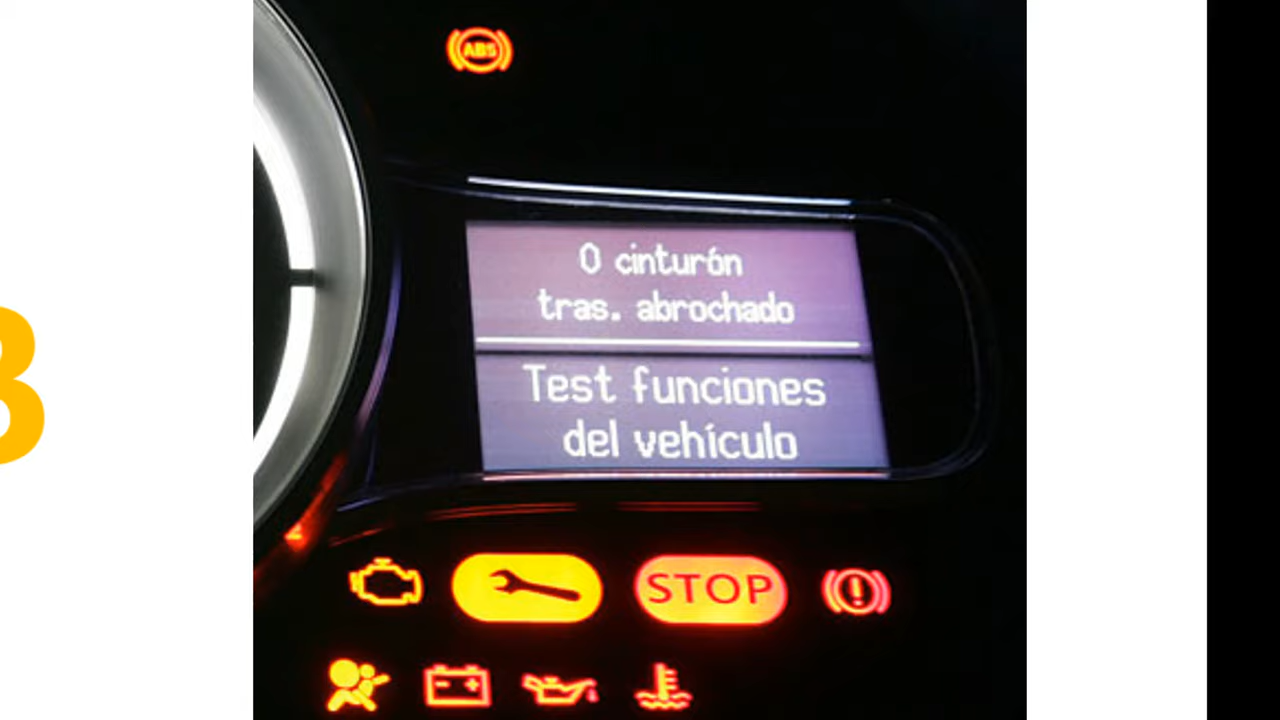 ABS
0 cinturón
tras. abrochado
Test funciones
del vehículo
STOP